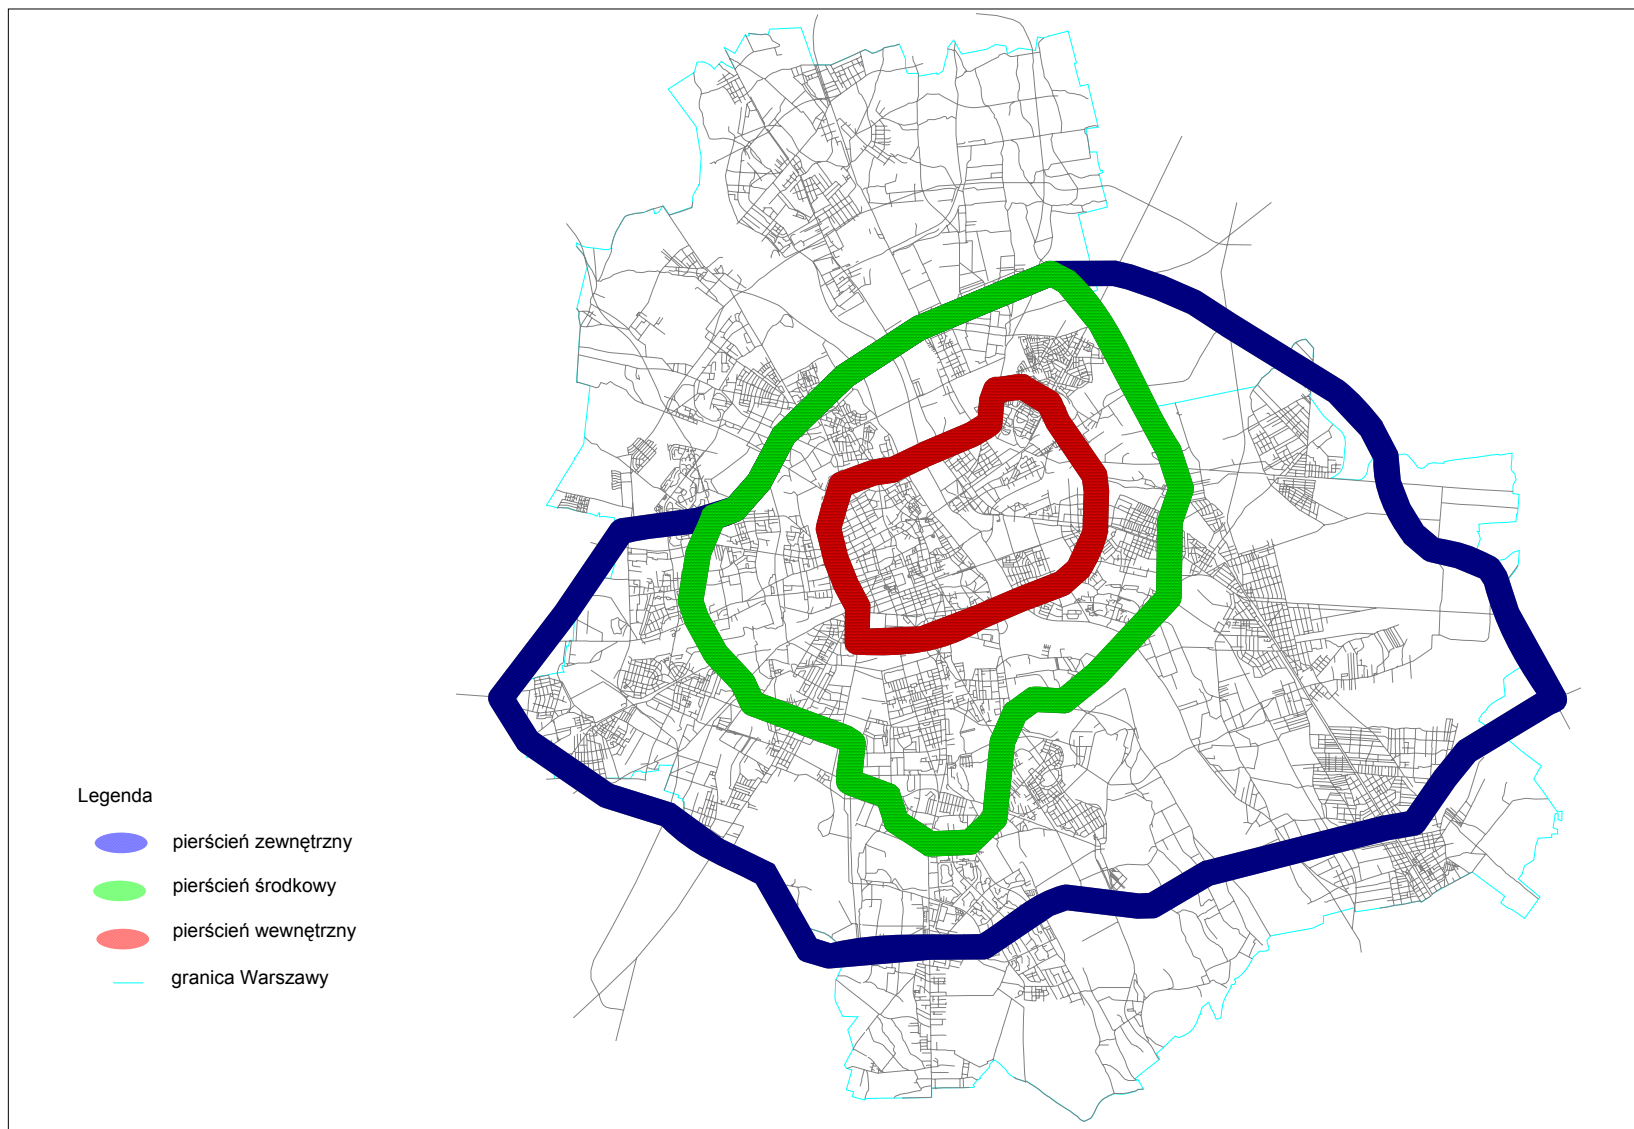 Legenda
pierścień zewnętrzny
pierścień środkowy
pierścień wewnętrzny
granica Warszawy